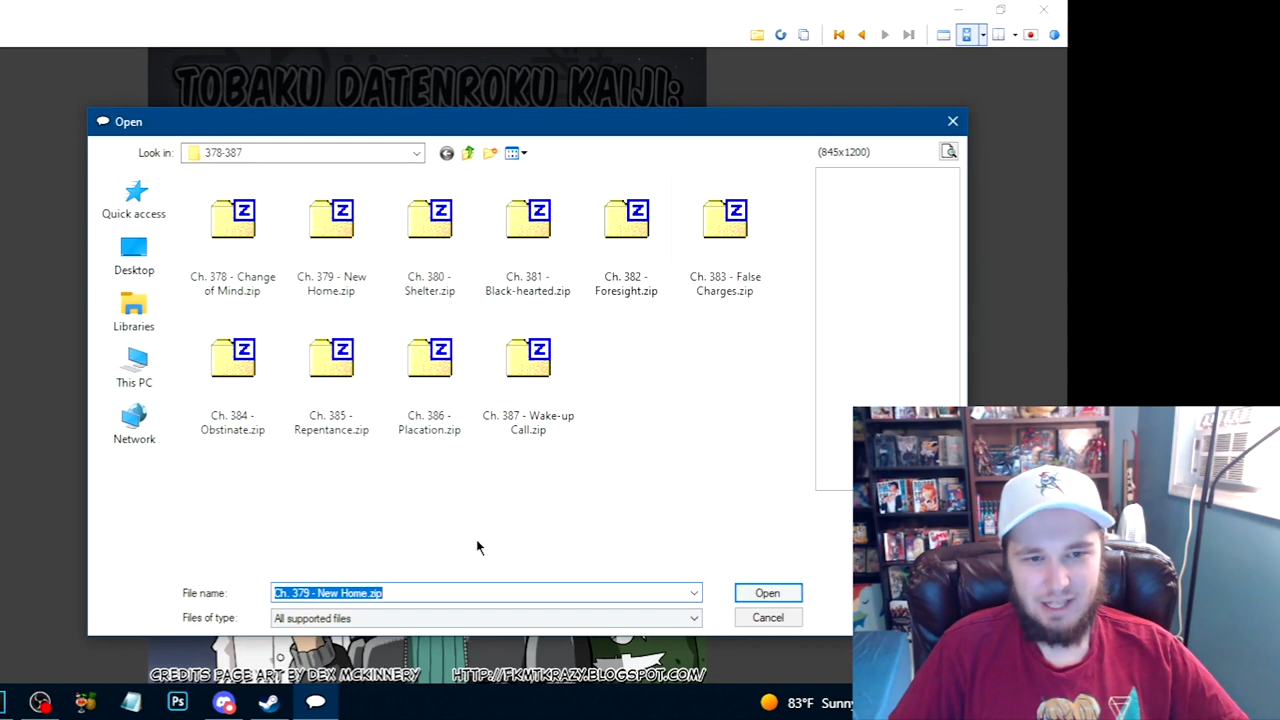 TOBAKU DATENROKU KAIJI:
Open
Look in:
378-387
(845x1200)
Quick access
Desktop
Libraries
This PC
Network
Ch. 378 - Change
of Mind.zip
Ch. 379 - New
Home.zip
Ch. 380 -
Shelter.zip
Ch. 381 -
Black-hearted.zip
Ch. 382 -
Foresight.zip
Ch. 383 - False
Charges.zip
Ch. 384 -
Obstinate.zip
Ch. 385 -
Repentance.zip
Ch. 386 -
Placation.zip
Ch. 387 - Wake-up
Call.zip
File name:
Ch. 379 - New Home.zip
Open
Files of type:
All supported files
Cancel
CREDITS PAGE ART BY DEX MCKINNERY
HTTP://FKMTKRAZY.BLOGSPOT.COM/
Ps
83°F Sunny